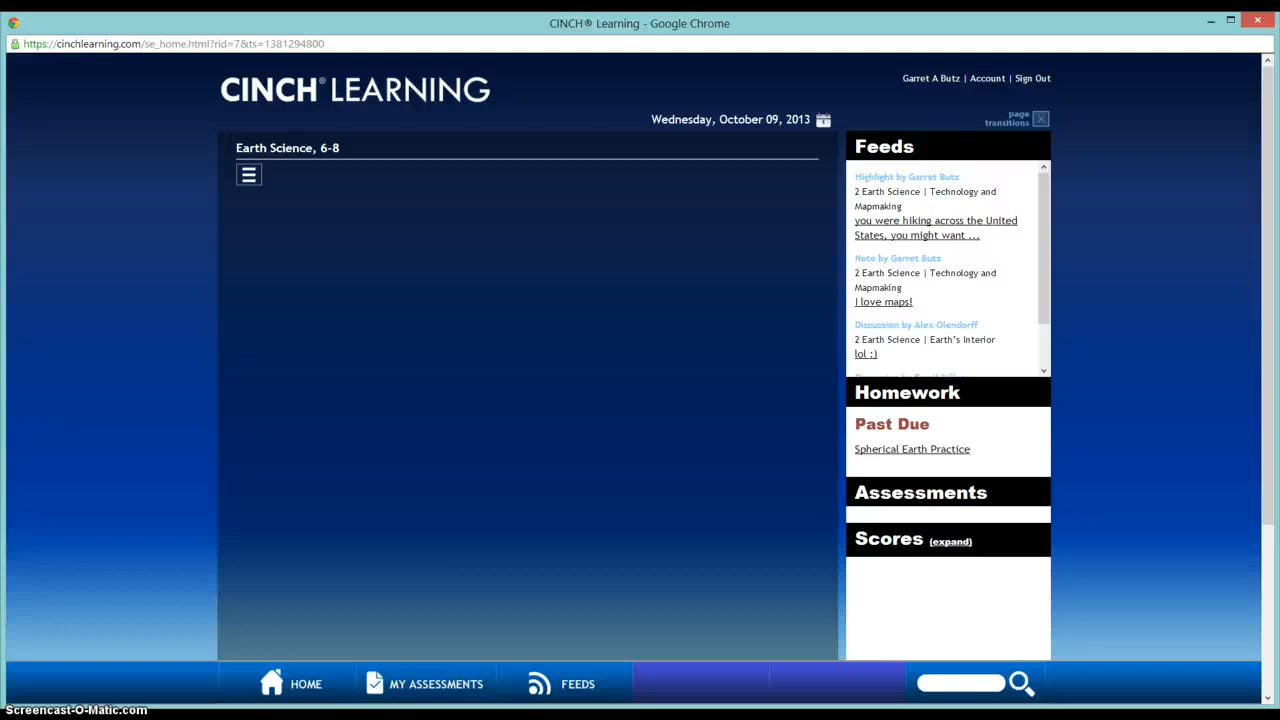 CINCH® Learning - Google Chrome
https://cinchlearning.com/se_home.html?rid=7&ts=1381294800
CINCH® LEARNING
Garret A Butz | Account | Sign Out
Wednesday, October 09, 2013
page
transitions
Earth Science, 6-8
Feeds
Highlight by Garret Butz
2 Earth Science | Technology and
Mapmaking
you were hiking across the United
States, you might want ...
Note by Garret Butz
2 Earth Science | Technology and
Mapmaking
I love maps!
Discussion by Alex Olendorff
2 Earth Science | Earth's Interior
lol :)
Homework
Past Due
Spherical Earth Practice
Assessments
Scores (expand)
HOME
MY ASSESSMENTS
FEEDS
Screencast-O-Matic.com